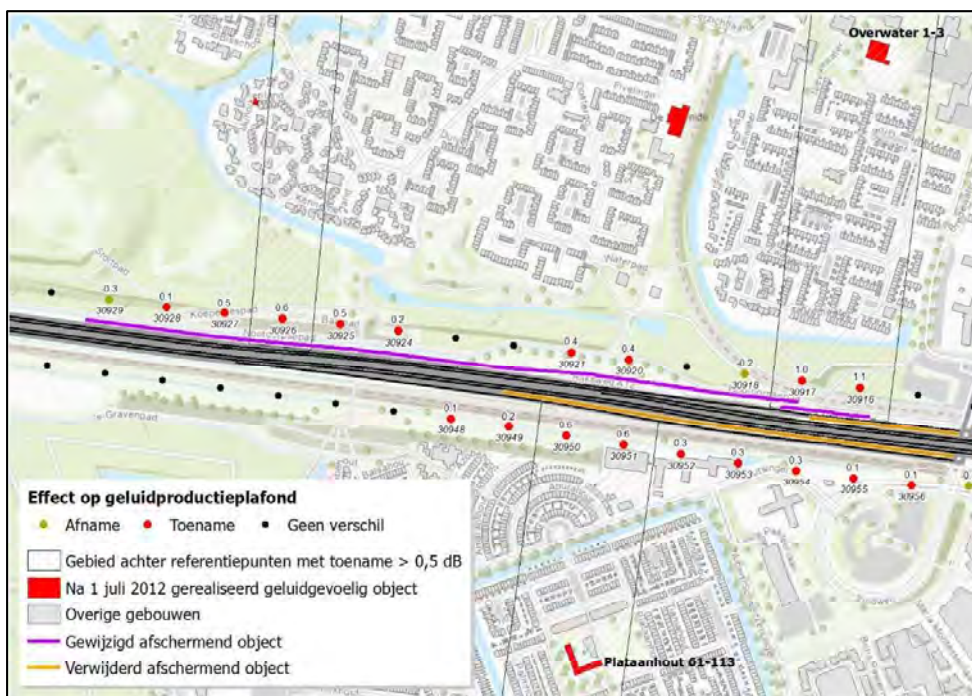 Overwater 1-3
Fivelingo
Waterpad
-0.3
30929
0.1
30928
0.5
30927
0.6
30926
0.5
30925
0.2
30924
0.4
30921
0.4
30920
-0.2
30918
1.0
30917
1.1
30916
's-Gravenpad
0.1
30948
0.2
30949
0.6
30950
0.6
30951
0.3
30952
0.3
30953
0.3
30954
0.1
30955
0.1
30956
Effect op geluidproductieplafond
Afname
Toename
Geen verschil
Gebied achter referentiepunten met toename > 0,5 dB
Na 1 juli 2012 gerealiseerd geluidgevoelig object
Overige gebouwen
Gewijzigd afschermend object
Verwijderd afschermend object
Plataanhout 61-113